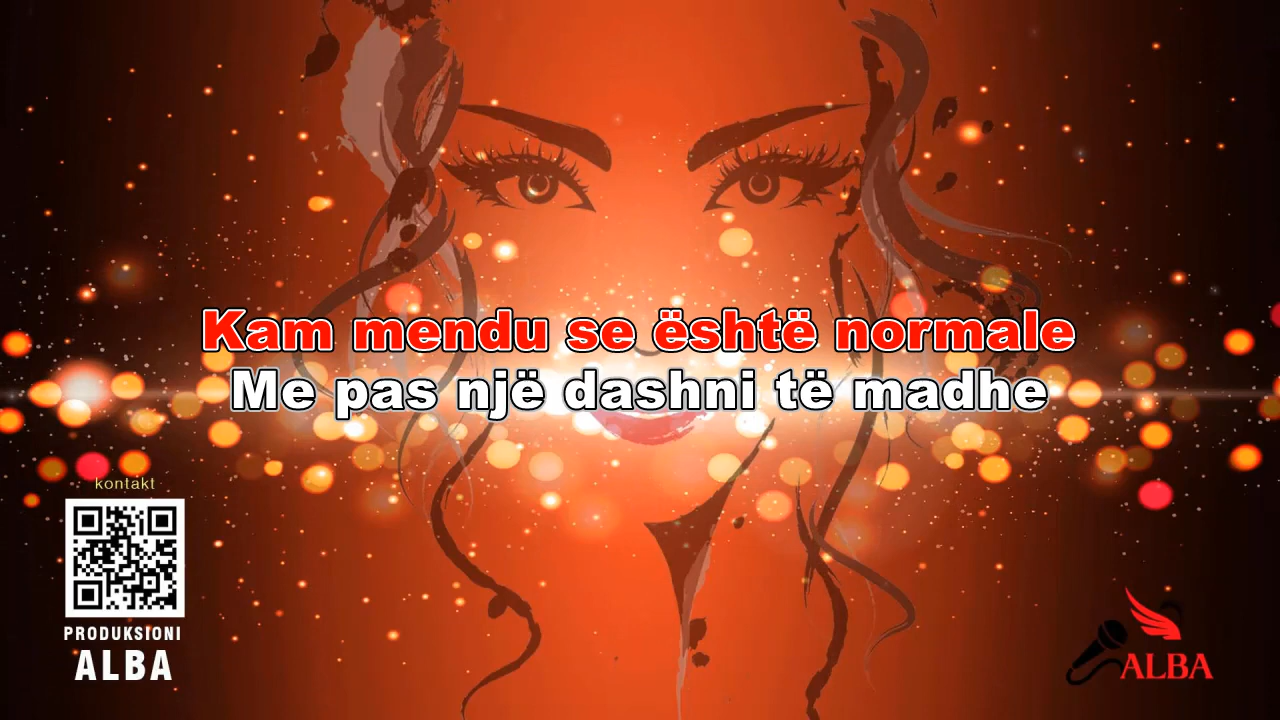 Kam mendu se është normale
Me pas një dashni të madhe
kontakt
PRODUKSIONI
ALBA
ALBA